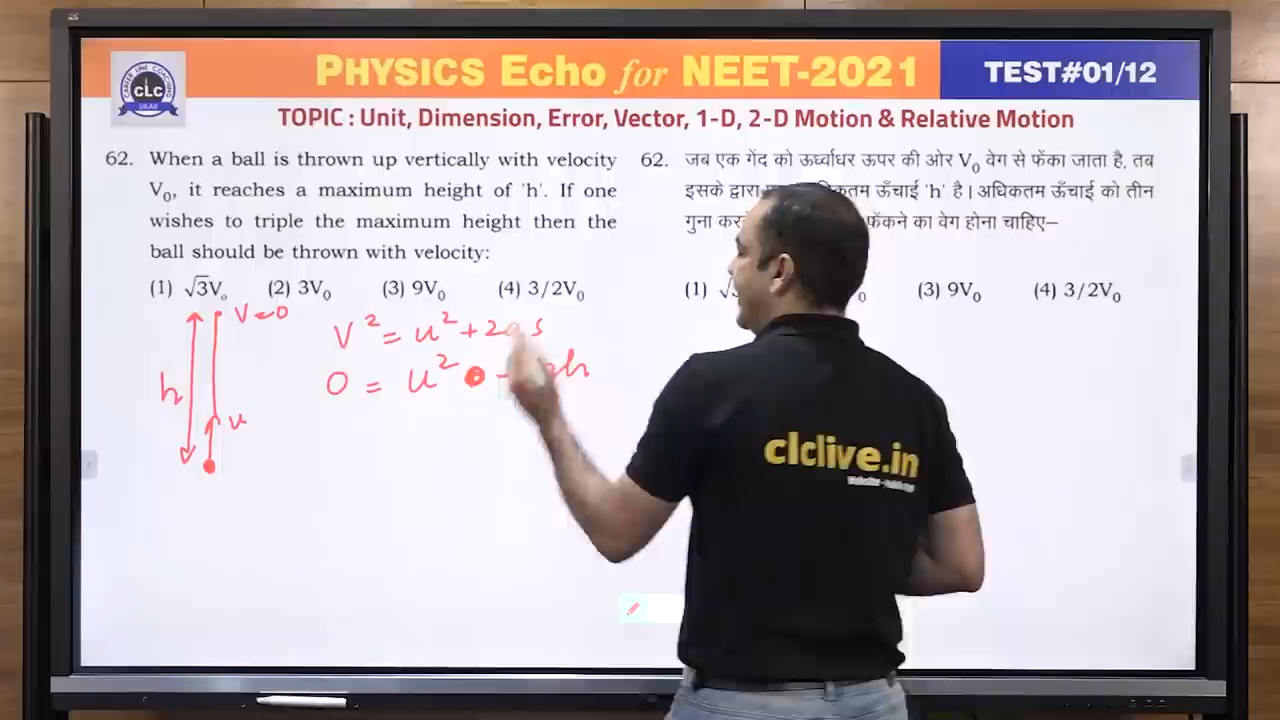 PHYSICS Echo for NEET-2021
TEST#01/12
CAREER LINE COACHING
CLC
SIKAR
TOPIC : Unit, Dimension, Error, Vector, 1-D, 2-D Motion & Relative Motion
62. When a ball is thrown up vertically with velocity
V₀, it reaches a maximum height of 'h'. If one
wishes to triple the maximum height then the
ball should be thrown with velocity:
(1) √3V₀ (2) 3V₀ (3) 9V₀ (4) 3/2V₀
62. जब एक गेंद को ऊर्ध्वाधर ऊपर की ओर V₀ वेग से फेंका जाता है, तब
इसके द्वारा ऊँचाई 'h' है। अधिकतम ऊँचाई को तीन
गुना फेंकने का वेग होना चाहिए–
(1) (3) 9V₀ (4) 3/2V₀
V=0
h
u
V² = u² + 2 s
0 = u² - h
clclive.in